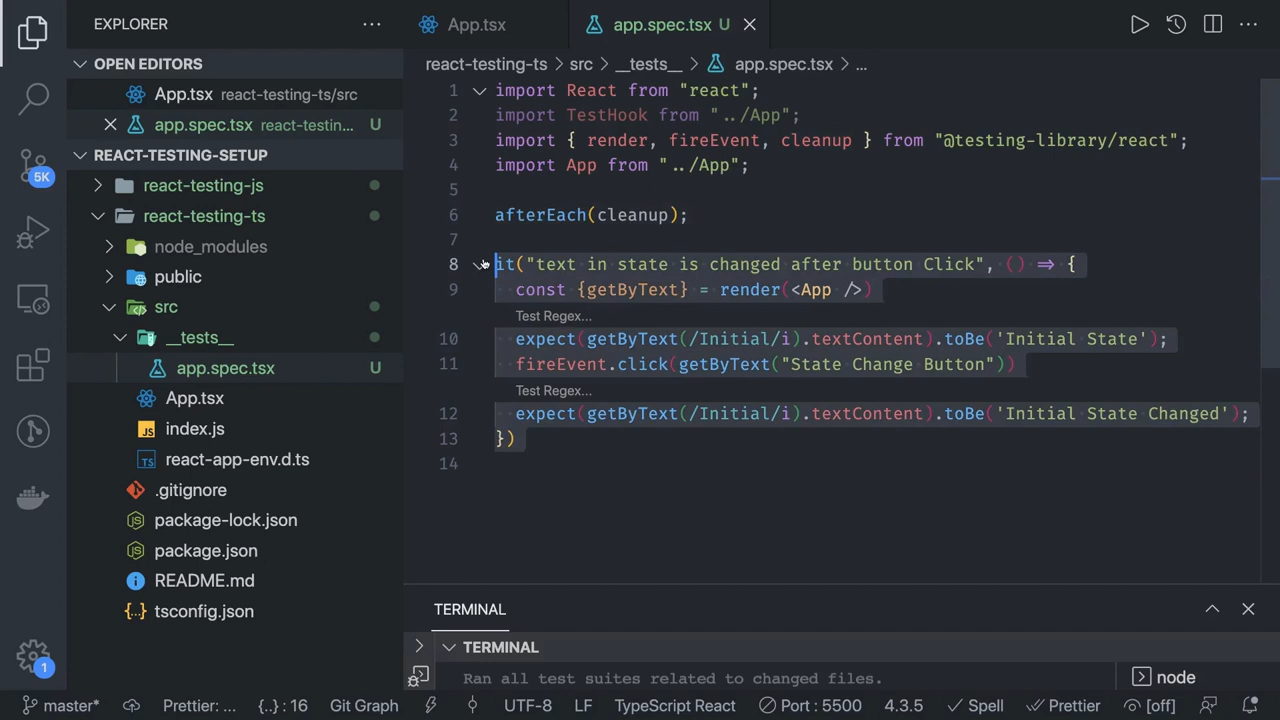 EXPLORER
OPEN EDITORS
App.tsx react-testing-ts/src
app.spec.tsx react-testin... U
REACT-TESTING-SETUP
react-testing-js
react-testing-ts
node_modules
public
src
__tests__
app.spec.tsx U
App.tsx
JS index.js
TS react-app-env.d.ts
.gitignore
package-lock.json
package.json
README.md
{...} tsconfig.json
5K
1
App.tsx
app.spec.tsx U
react-testing-ts > src > __tests__ > app.spec.tsx > ...
1 import React from "react";
2 import TestHook from "../App";
3 import { render, fireEvent, cleanup } from "@testing-library/react";
4 import App from "../App";
5
6 afterEach(cleanup);
7
8 it("text in state is changed after button Click", () => {
9 const {getByText} = render(<App />)
Test Regex...
10 expect(getByText(/Initial/i).textContent).toBe('Initial State');
11 fireEvent.click(getByText("State Change Button"))
Test Regex...
12 expect(getByText(/Initial/i).textContent).toBe('Initial State Changed');
13 })
14
TERMINAL
TERMINAL
Ran all test suites related to changed files.
node
master* Prettier: ... {..} : 16 Git Graph UTF-8 LF TypeScript React Port : 5500 4.3.5 Spell Prettier [off]